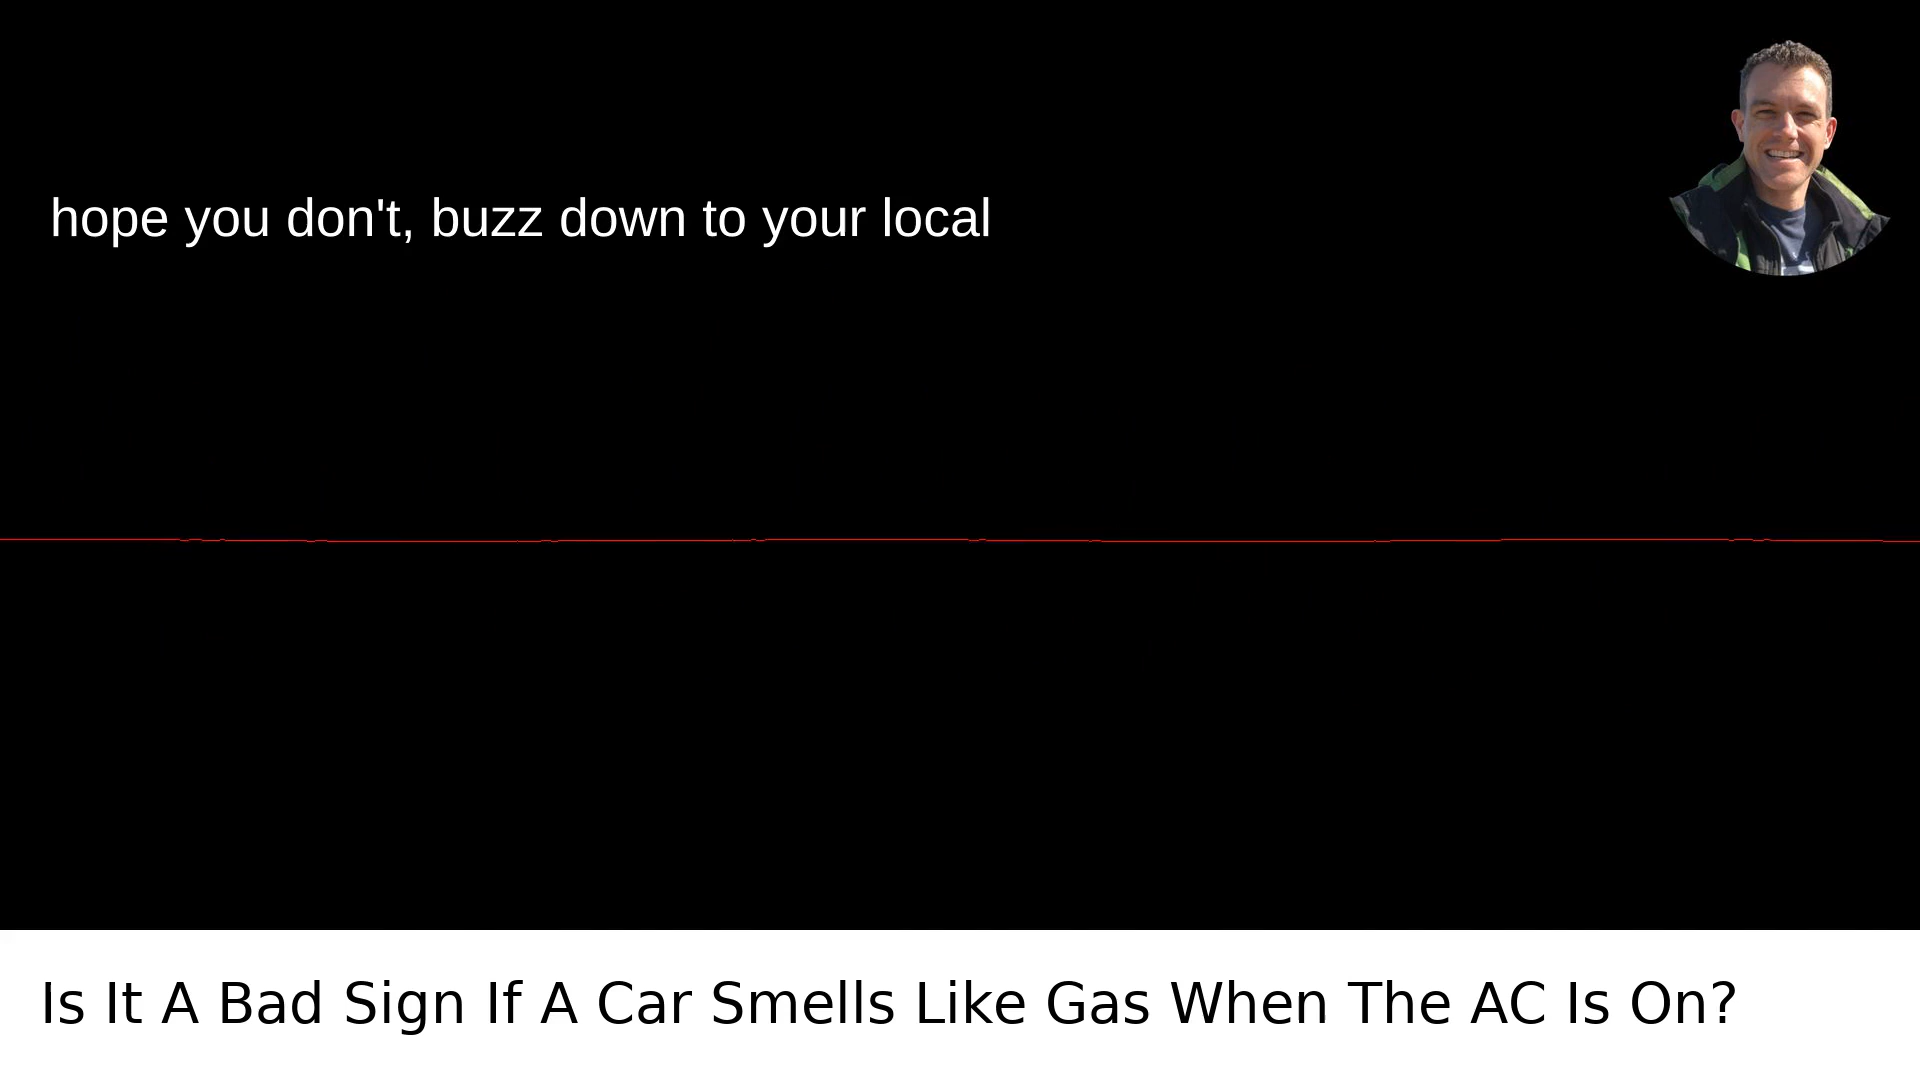 hope you don't, buzz down to your local
Is It A Bad Sign If A Car Smells Like Gas When The AC Is On?